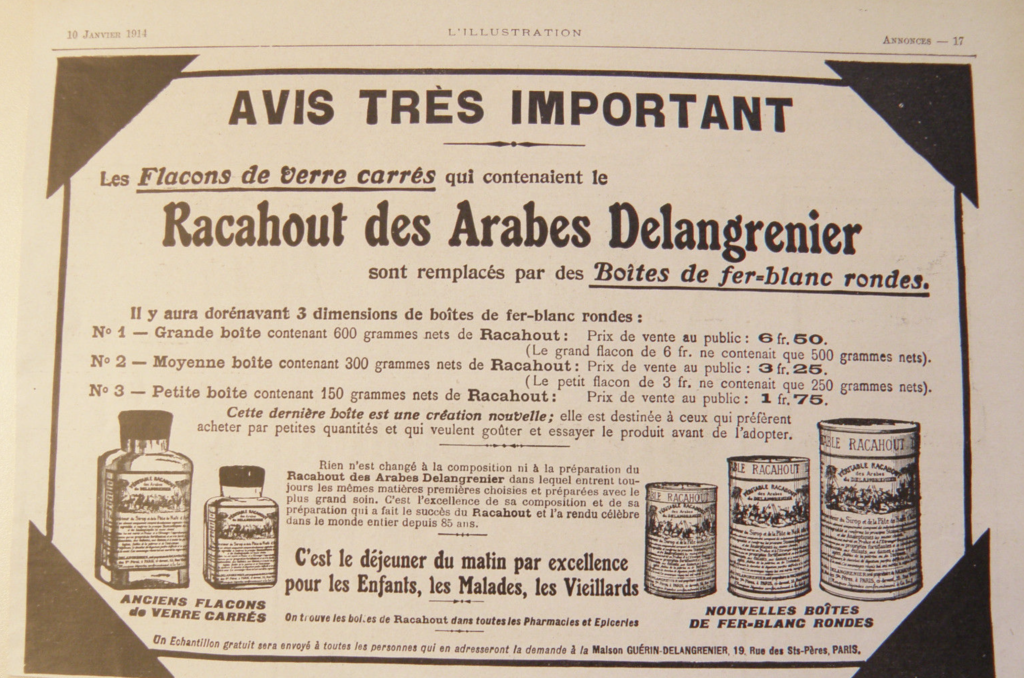 10 Janvier 1914
L'ILLUSTRATION
Annonces — 17
AVIS TRÈS IMPORTANT
Les Flacons de Verre carrés qui contenaient le
Racahout des Arabes Delangrenier
sont remplacés par des Boîtes de fer-blanc rondes.
Il y aura dorénavant 3 dimensions de boîtes de fer-blanc rondes :
No 1 — Grande boîte contenant 600 grammes nets de Racahout : Prix de vente au public : 6 fr. 50.
(Le grand flacon de 6 fr. ne contenait que 500 grammes nets).
No 2 — Moyenne boîte contenant 300 grammes nets de Racahout : Prix de vente au public : 3 fr. 25.
(Le petit flacon de 3 fr. ne contenait que 250 grammes nets).
No 3 — Petite boîte contenant 150 grammes nets de Racahout : Prix de vente au public : 1 fr. 75.
Cette dernière boîte est une création nouvelle; elle est destinée à ceux qui préfèrent
acheter par petites quantités et qui veulent goûter et essayer le produit avant de l'adopter.
Rien n'est changé à la composition ni à la préparation du
Racahout des Arabes Delangrenier dans lequel entrent tou-
jours les mêmes matières premières choisies et préparées avec le
plus grand soin. C'est l'excellence de sa composition et de sa
préparation qui a fait le succès du Racahout et l'a rendu célèbre
dans le monde entier depuis 85 ans.
C'est le déjeuner du matin par excellence
pour les Enfants, les Malades, les Vieillards
On trouve les boîtes de Racahout dans toutes les Pharmacies et Epiceries
ANCIENS FLACONS
de VERRE CARRÉS
NOUVELLES BOÎTES
DE FER-BLANC RONDES
BLE RACAHOUT
VÉRITABLE RACAHOUT
des Arabes
de DELANGRENIER
Un Echantillon gratuit sera envoyé à toutes les personnes qui en adresseront la demande à la Maison GUÉRIN-DELANGRENIER, 19, Rue des Sts-Pères, PARIS.